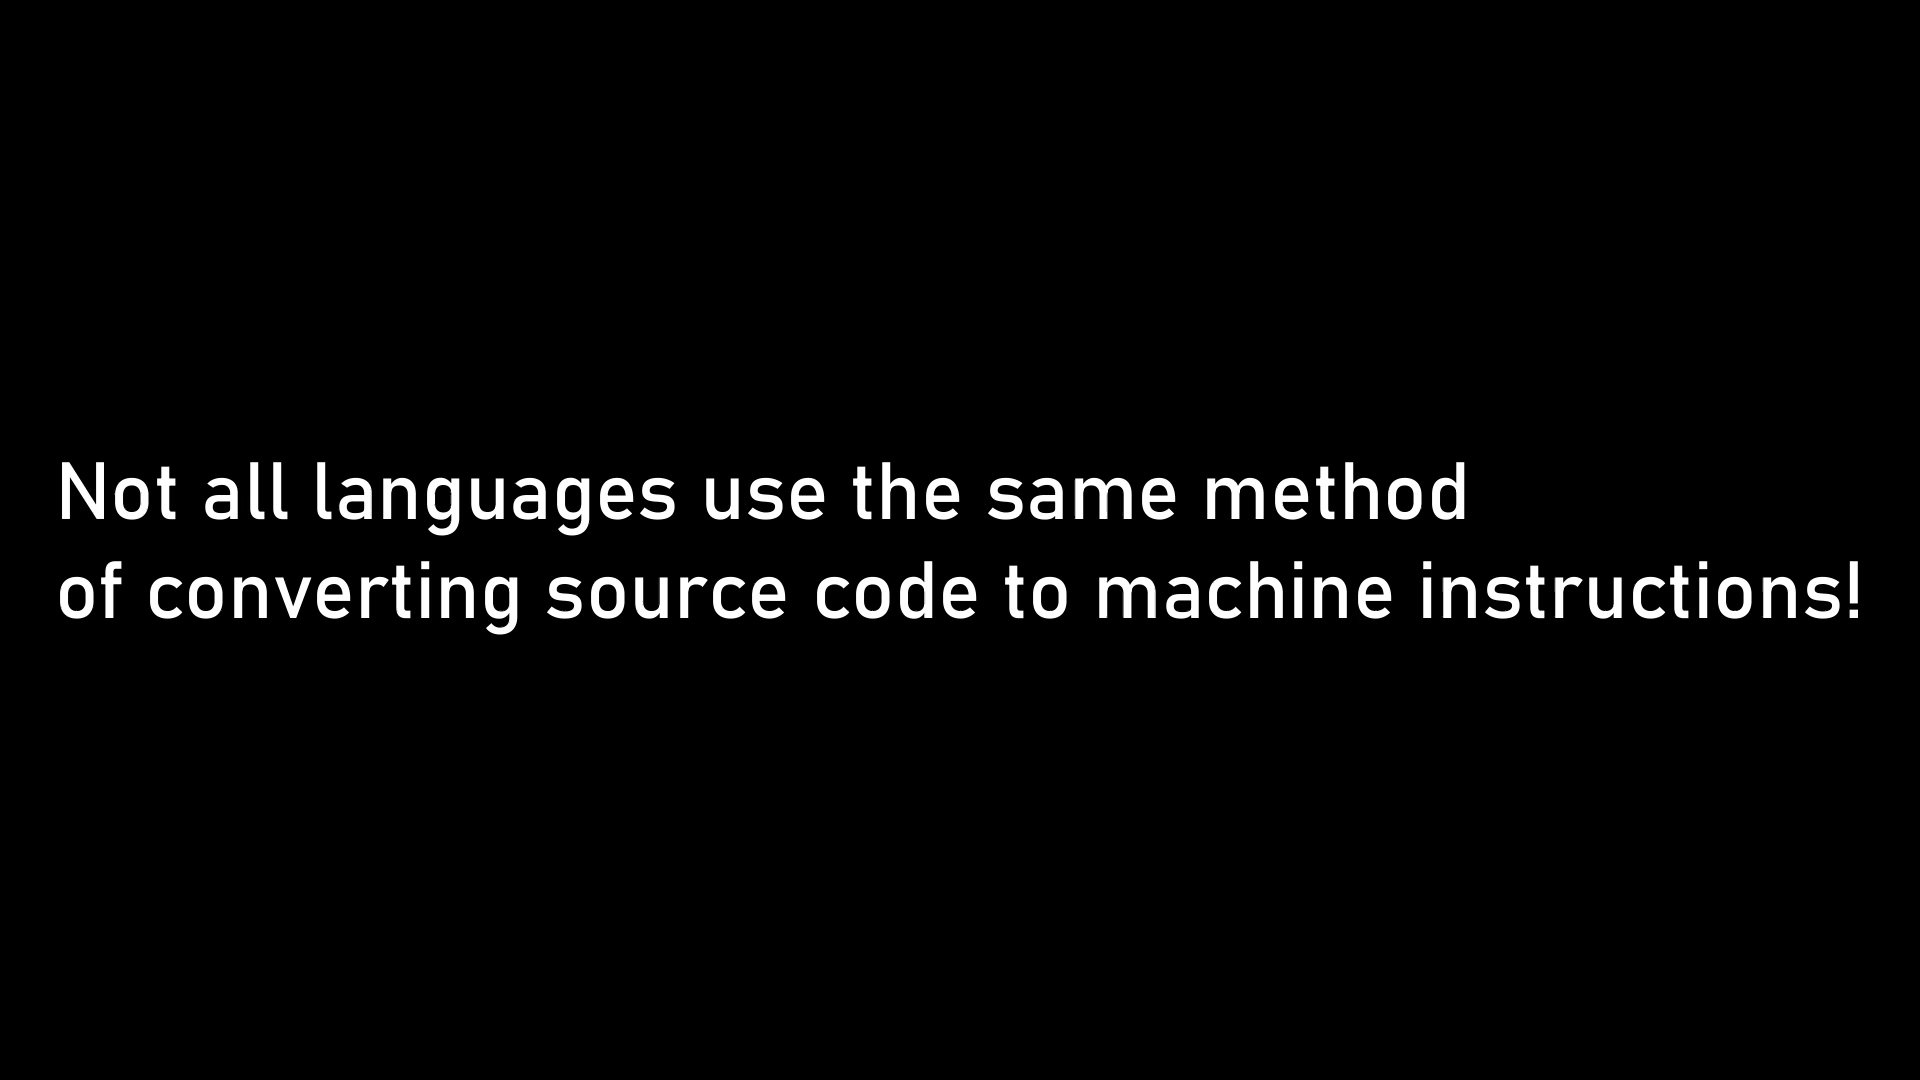 Not all languages use the same method
of converting source code to machine instructions!